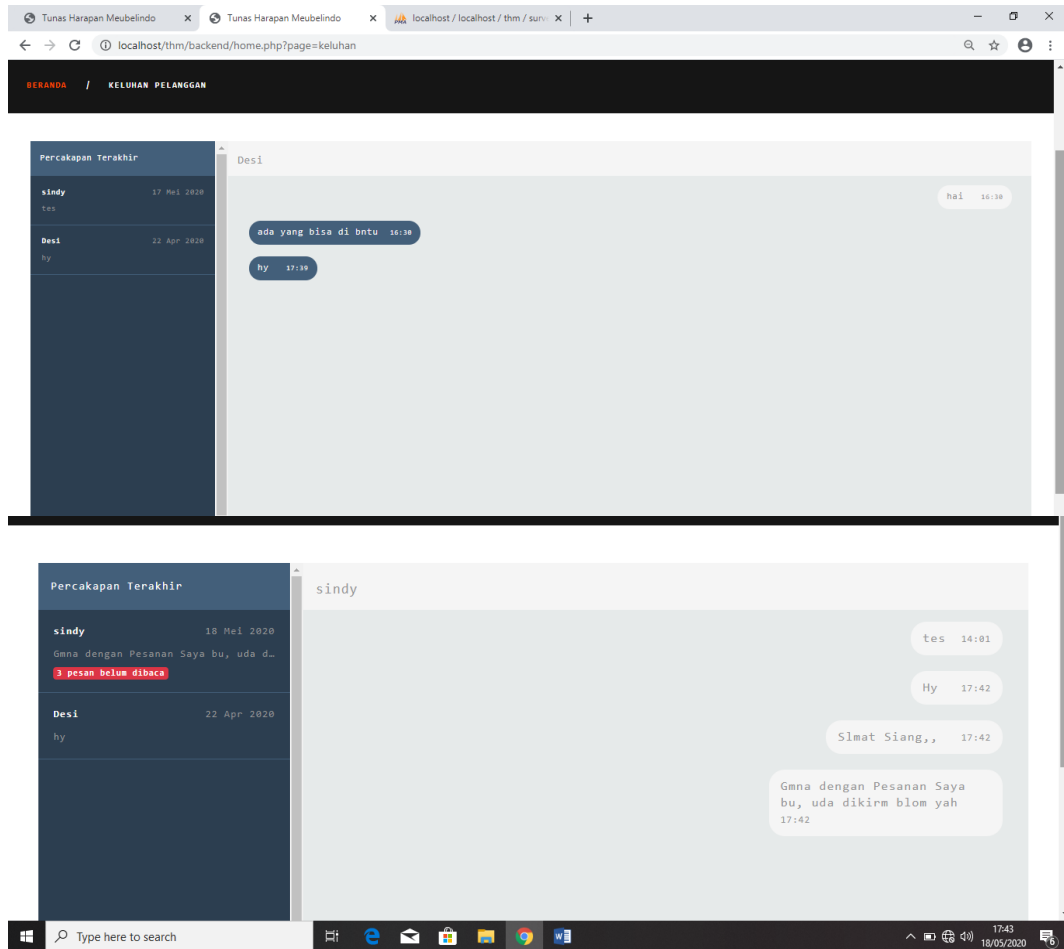 Tunas Harapan Meubelindo
Tunas Harapan Meubelindo
localhost / localhost / thm / surv
localhost/thm/backend/home.php?page=keluhan
BERANDA / KELUHAN PELANGGAN
Percakapan Terakhir
Desi
sindy 17 Mei 2020
tes
Desi 22 Apr 2020
hy
hai 16:30
ada yang bisa di bntu 16:30
hy 17:39
Percakapan Terakhir
sindy
sindy 18 Mei 2020
Gmna dengan Pesanan Saya bu, uda d…
3 pesan belum dibaca
Desi 22 Apr 2020
hy
tes 14:01
Hy 17:42
Slmat Siang,, 17:42
Gmna dengan Pesanan Saya
bu, uda dikirm blom yah
17:42
Type here to search
17:43
18/05/2020